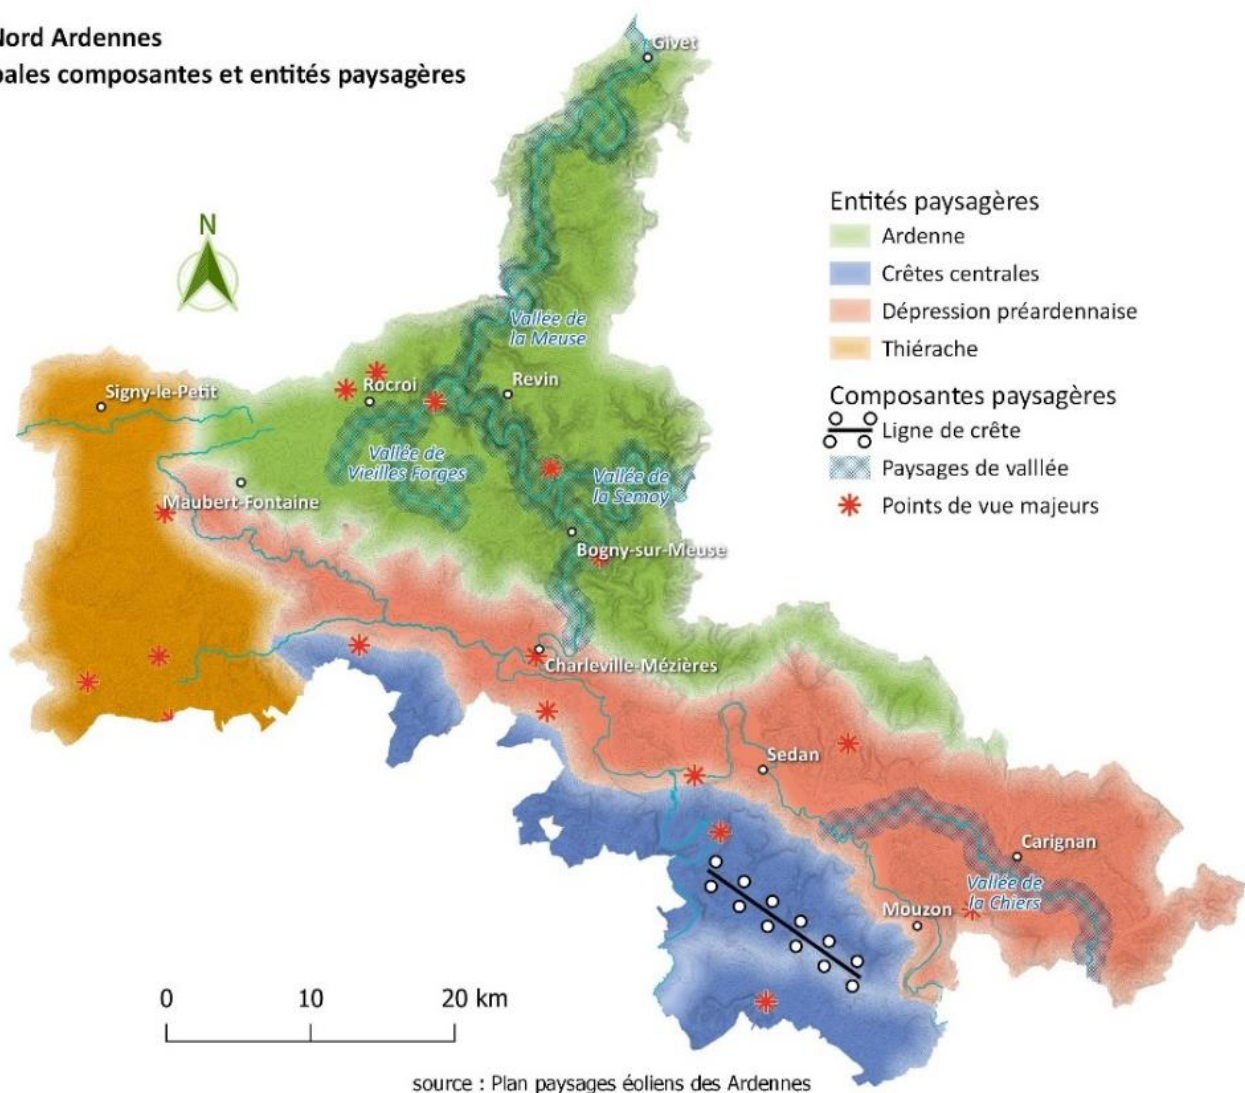 Nord Ardennes
pales composantes et entités paysagères
Givet
N
Entités paysagères
Ardenne
Crêtes centrales
Dépression préardennaise
Thiérache
Composantes paysagères
Ligne de crête
Paysages de valllée
Points de vue majeurs
Vallée de
la Meuse
Signy-le-Petit
Rocroi
Revin
Vallée de
Vieilles Forges
Vallée de
la Semoy
Maubert-Fontaine
Bogny-sur-Meuse
Charleville-Mézières
Sedan
Carignan
Vallée de
la Chiers
Mouzon
0 10 20 km
source : Plan paysages éoliens des Ardennes